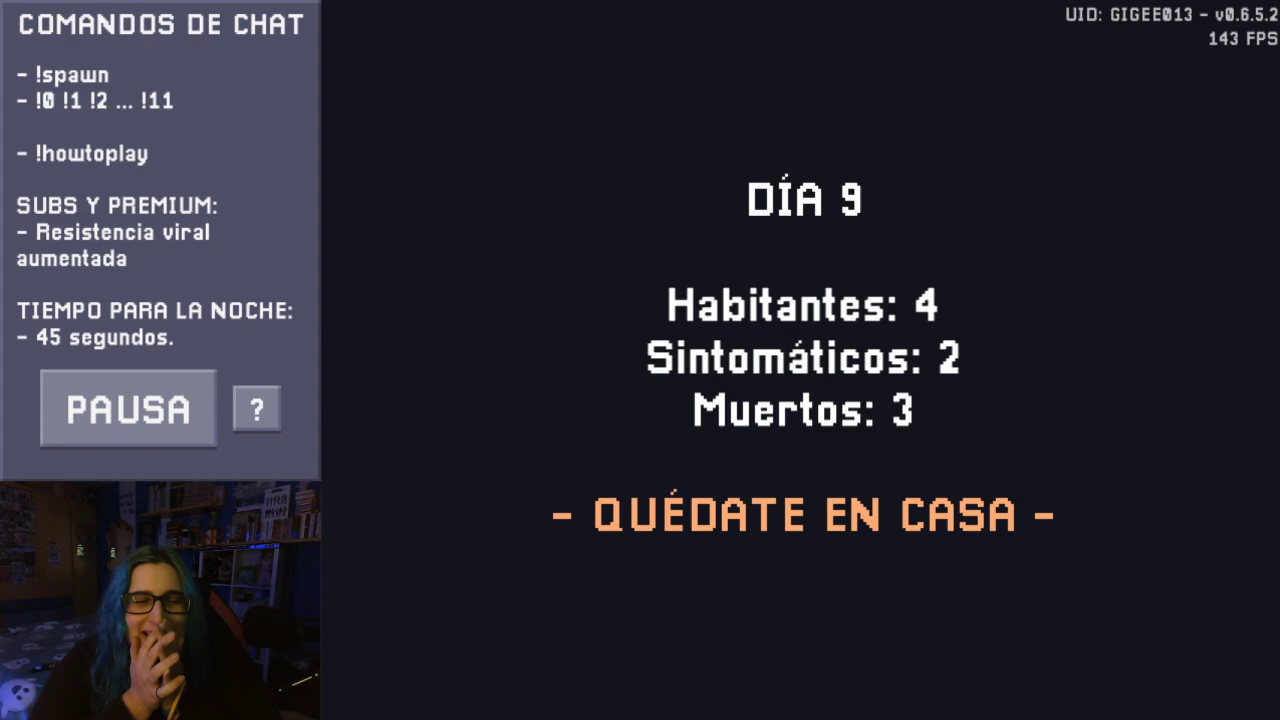 COMANDOS DE CHAT
- !spawn
- !0 !1 !2 ... !11
- !howtoplay
SUBS Y PREMIUM:
- Resistencia viral
aumentada
TIEMPO PARA LA NOCHE:
- 45 segundos.
PAUSA
?
UID: GIGEE013 - v0.6.5.2
143 FPS
DÍA 9
Habitantes: 4
Sintomáticos: 2
Muertos: 3
- QUÉDATE EN CASA -